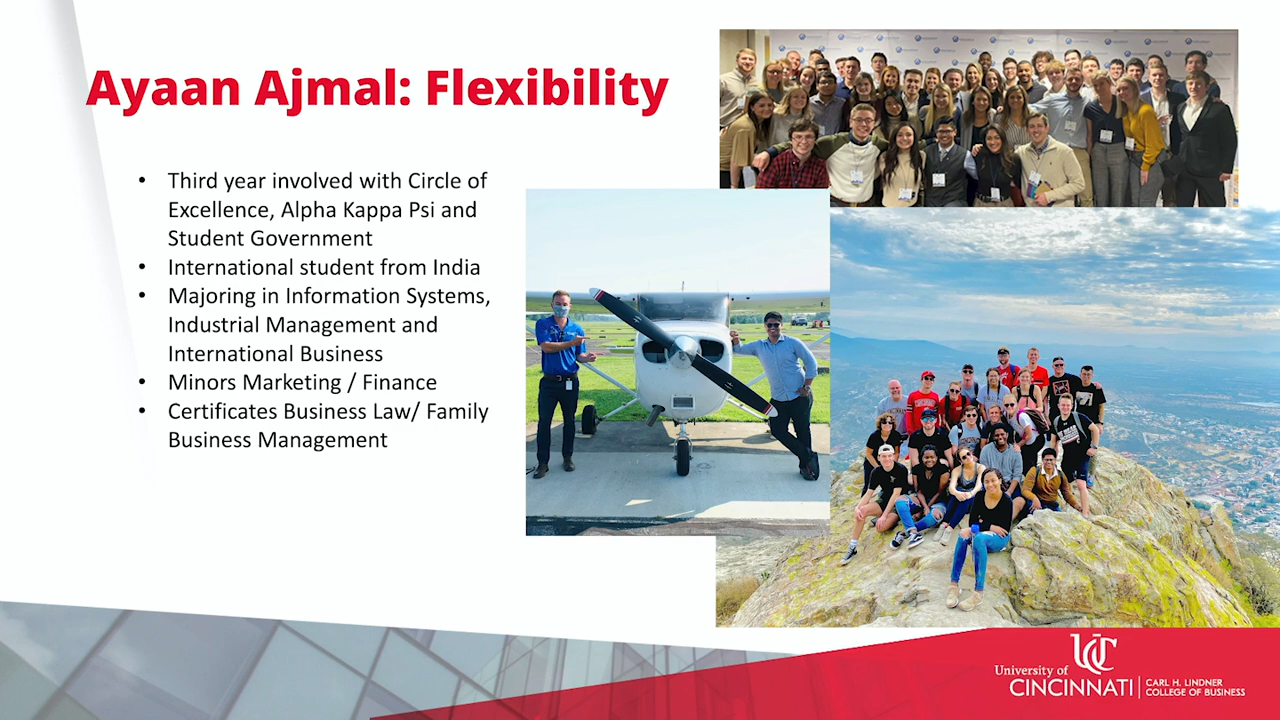 Ayaan Ajmal: Flexibility
• Third year involved with Circle of
Excellence, Alpha Kappa Psi and
Student Government
• International student from India
• Majoring in Information Systems,
Industrial Management and
International Business
• Minors Marketing / Finance
• Certificates Business Law/ Family
Business Management
UC
University of
CINCINNATI
CARL H. LINDNER
COLLEGE OF BUSINESS